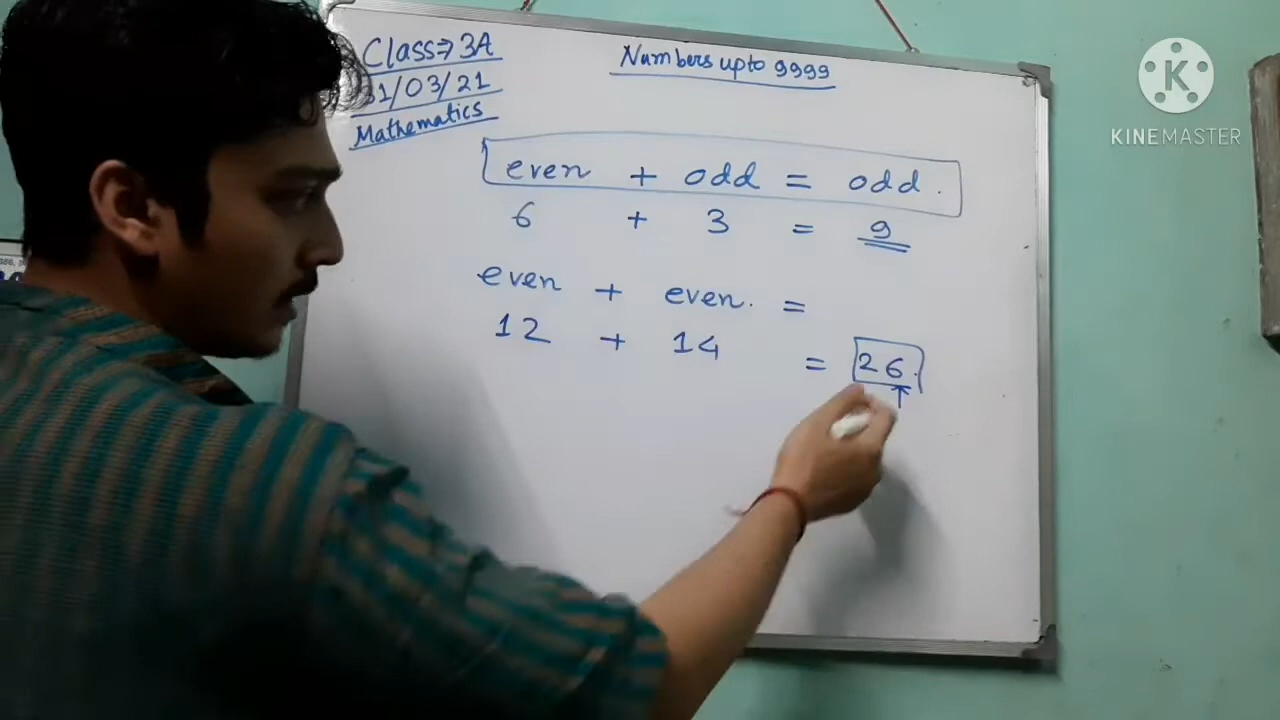 Class⇒3A
31/03/21
Mathematics
Numbers upto 9999
even + odd = odd.
6 + 3 = 9
even + even. =
12 + 14 = 26.
K
KINEMASTER